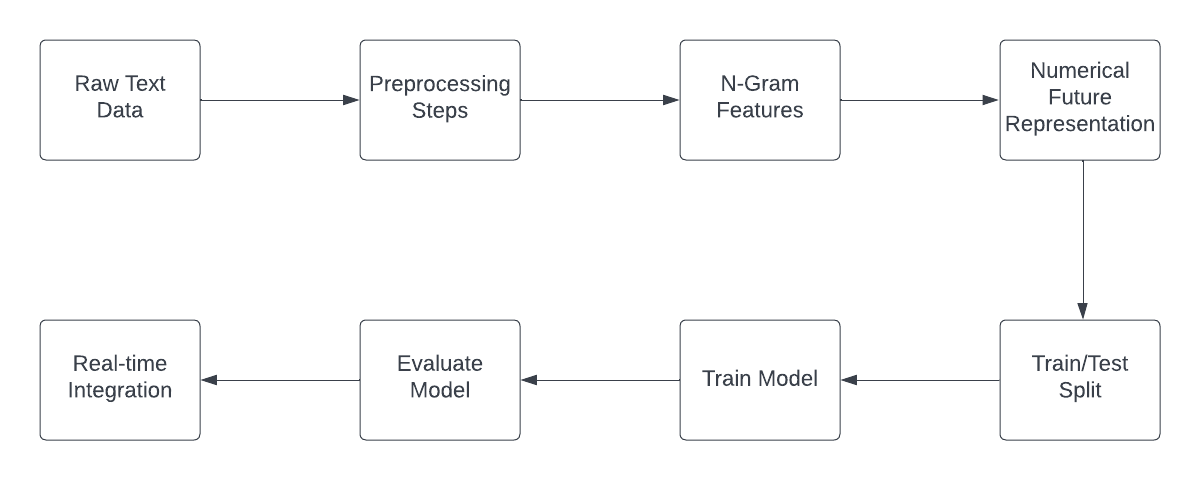 Raw Text
Data
Preprocessing
Steps
N-Gram
Features
Numerical
Future
Representation
Real-time
Integration
Evaluate
Model
Train Model
Train/Test
Split